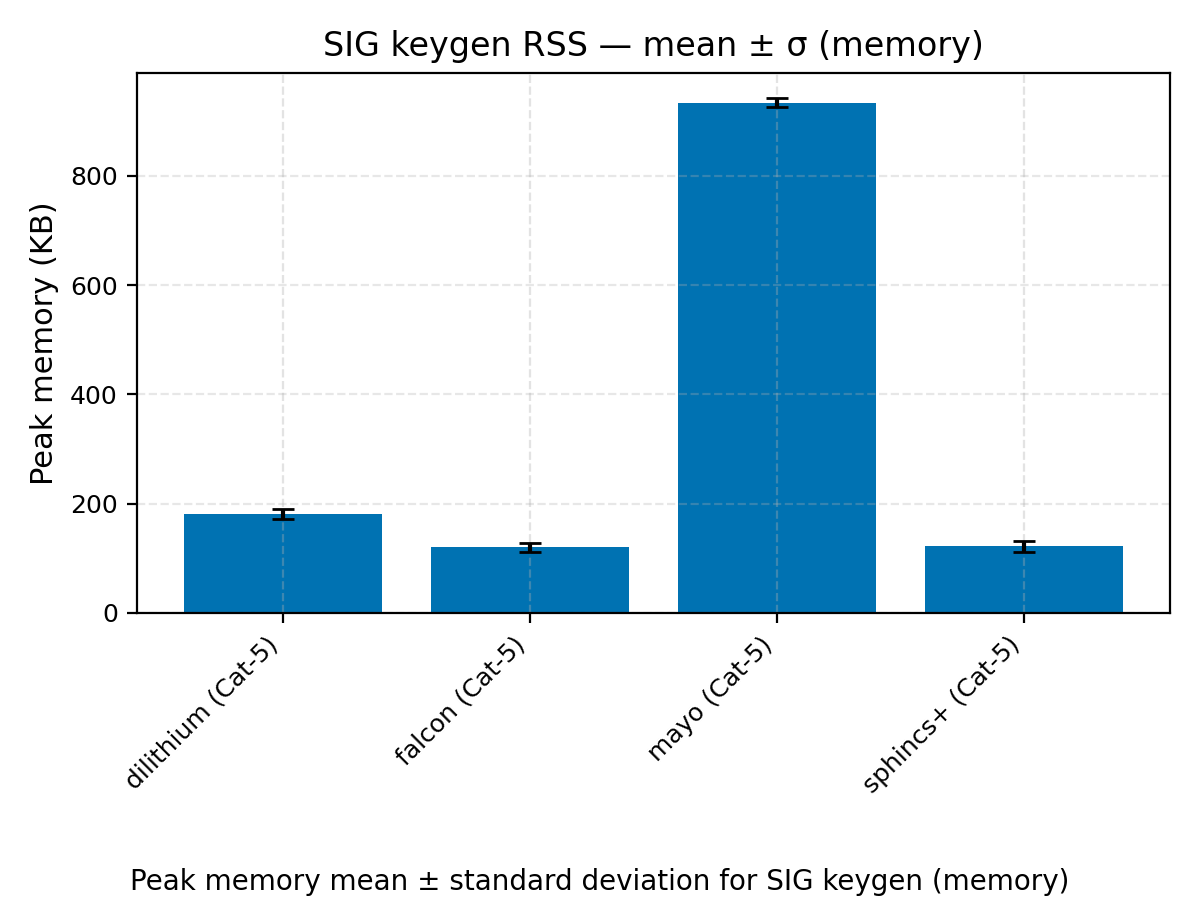 SIG keygen RSS — mean ± σ (memory)
Peak memory (KB)
800
600
400
200
0
dilithium (Cat-5)
falcon (Cat-5)
mayo (Cat-5)
sphincs+ (Cat-5)
Peak memory mean ± standard deviation for SIG keygen (memory)